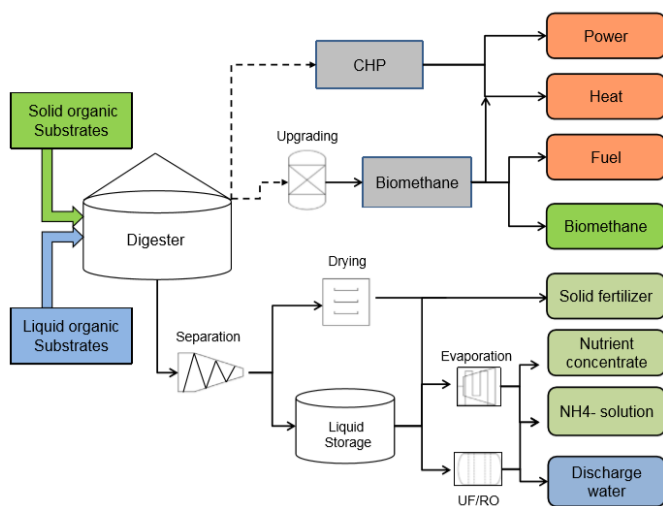 Power
CHP
Solid organic
Substrates
Heat
Upgrading
Fuel
Biomethane
Digester
Biomethane
Drying
Solid fertilizer
Liquid organic
Substrates
Separation
Evaporation
Nutrient
concentrate
Liquid
Storage
NH4- solution
UF/RO
Discharge
water